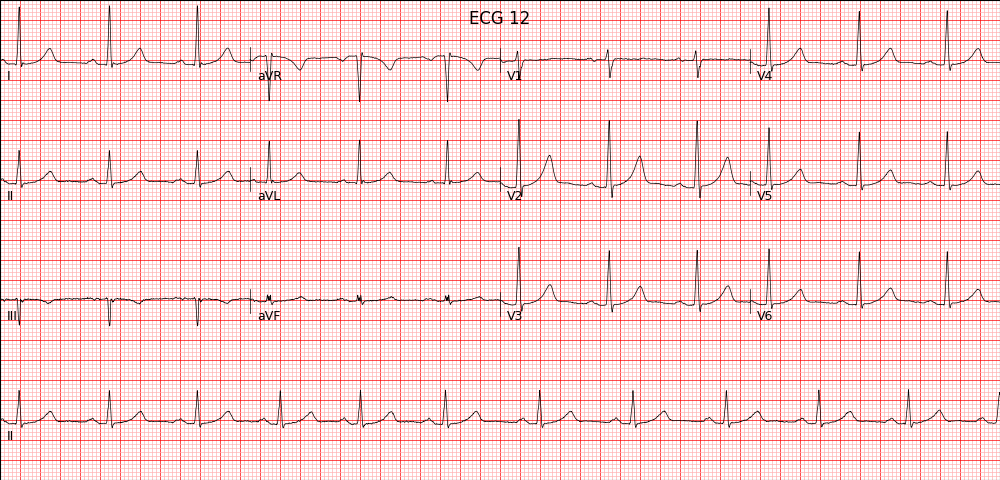 ECG 12
I aVR V1 V4
II aVL V2 V5
III aVF V3 V6
II